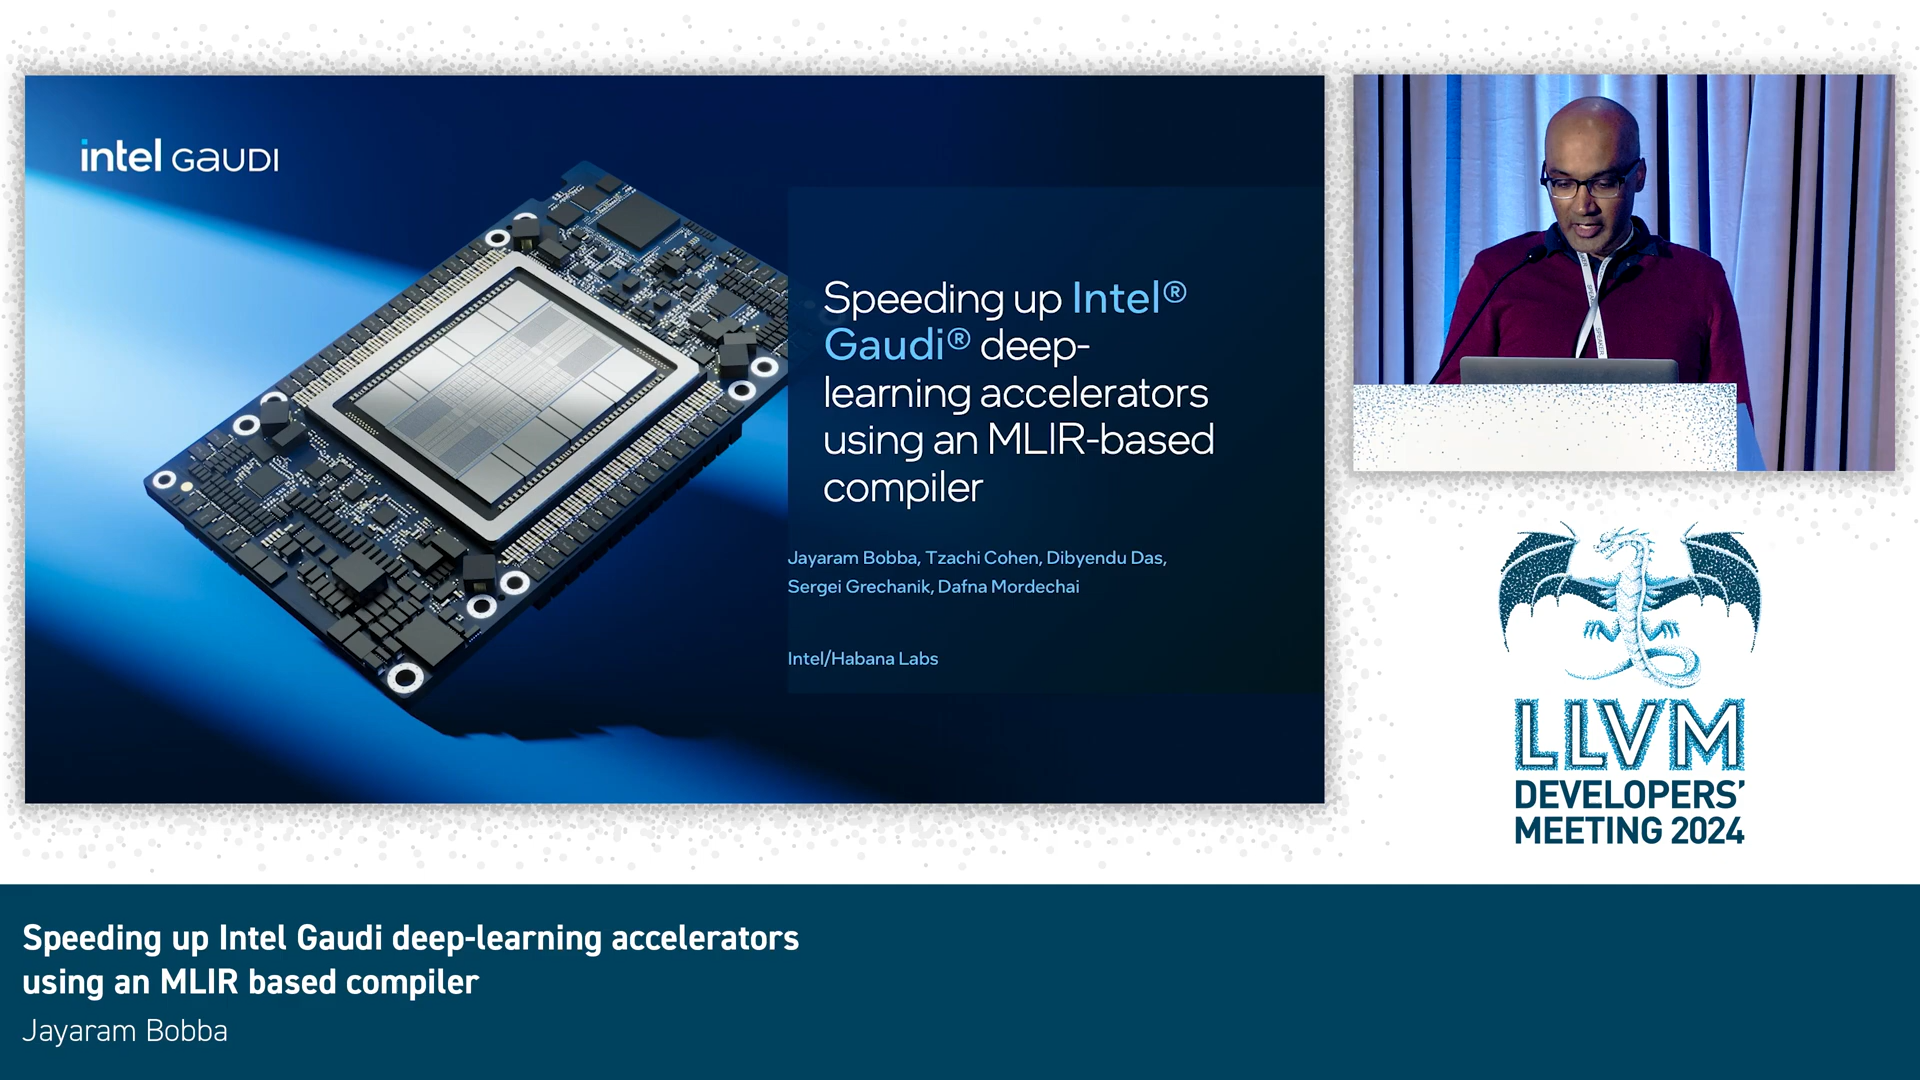 intel GAUDI
Speeding up Intel®
Gaudi® deep-
learning accelerators
using an MLIR-based
compiler
Jayaram Bobba, Tzachi Cohen, Dibyendu Das,
Sergei Grechanik, Dafna Mordechai
Intel/Habana Labs
SPEAKER
SPEAKER
LLVM
DEVELOPERS'
MEETING 2024
Speeding up Intel Gaudi deep-learning accelerators
using an MLIR based compiler
Jayaram Bobba